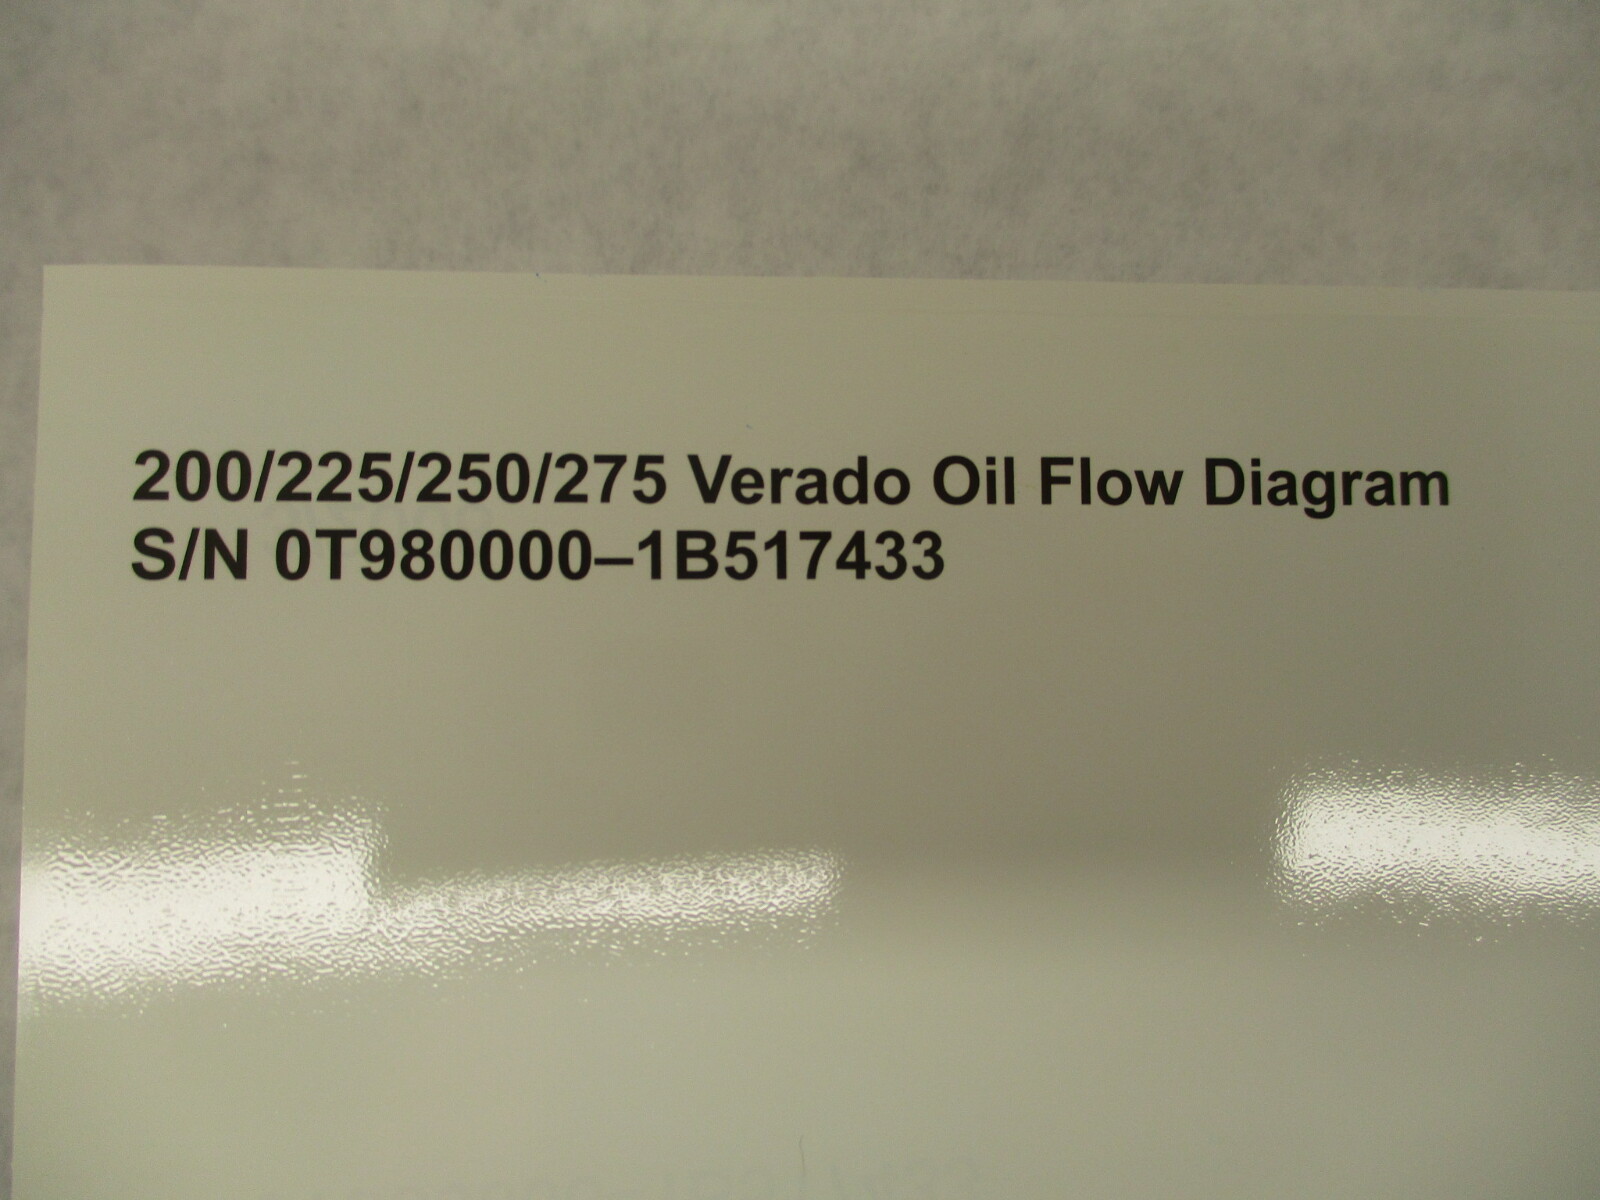 200/225/250/275 Verado Oil Flow Diagram
S/N 0T980000–1B517433